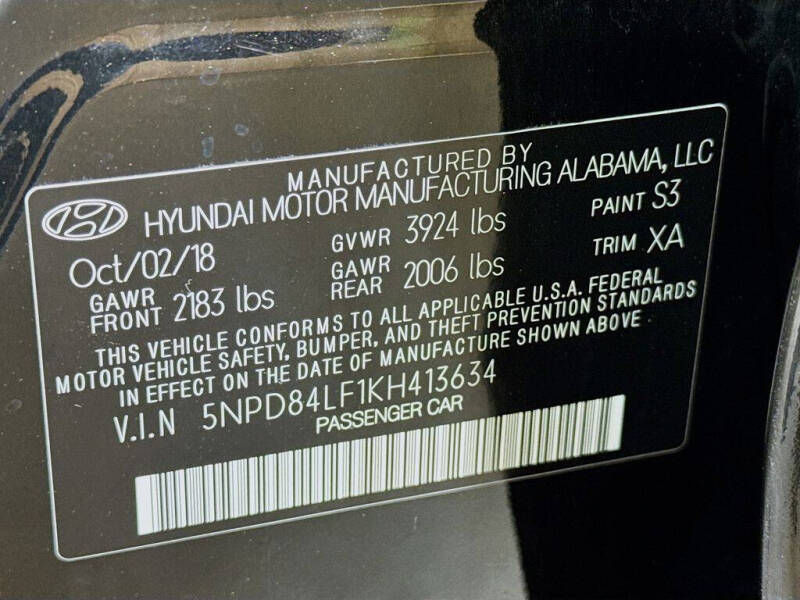 MANUFACTURED BY
HYUNDAI MOTOR MANUFACTURING ALABAMA, LLC
Oct/02/18
GVWR 3924 lbs
PAINT S3
GAWR FRONT 2183 lbs
GAWR REAR 2006 lbs
TRIM XA
THIS VEHICLE CONFORMS TO ALL APPLICABLE U.S.A. FEDERAL
MOTOR VEHICLE SAFETY, BUMPER, AND THEFT PREVENTION STANDARDS
IN EFFECT ON THE DATE OF MANUFACTURE SHOWN ABOVE
V.I.N 5NPD84LF1KH413634
PASSENGER CAR